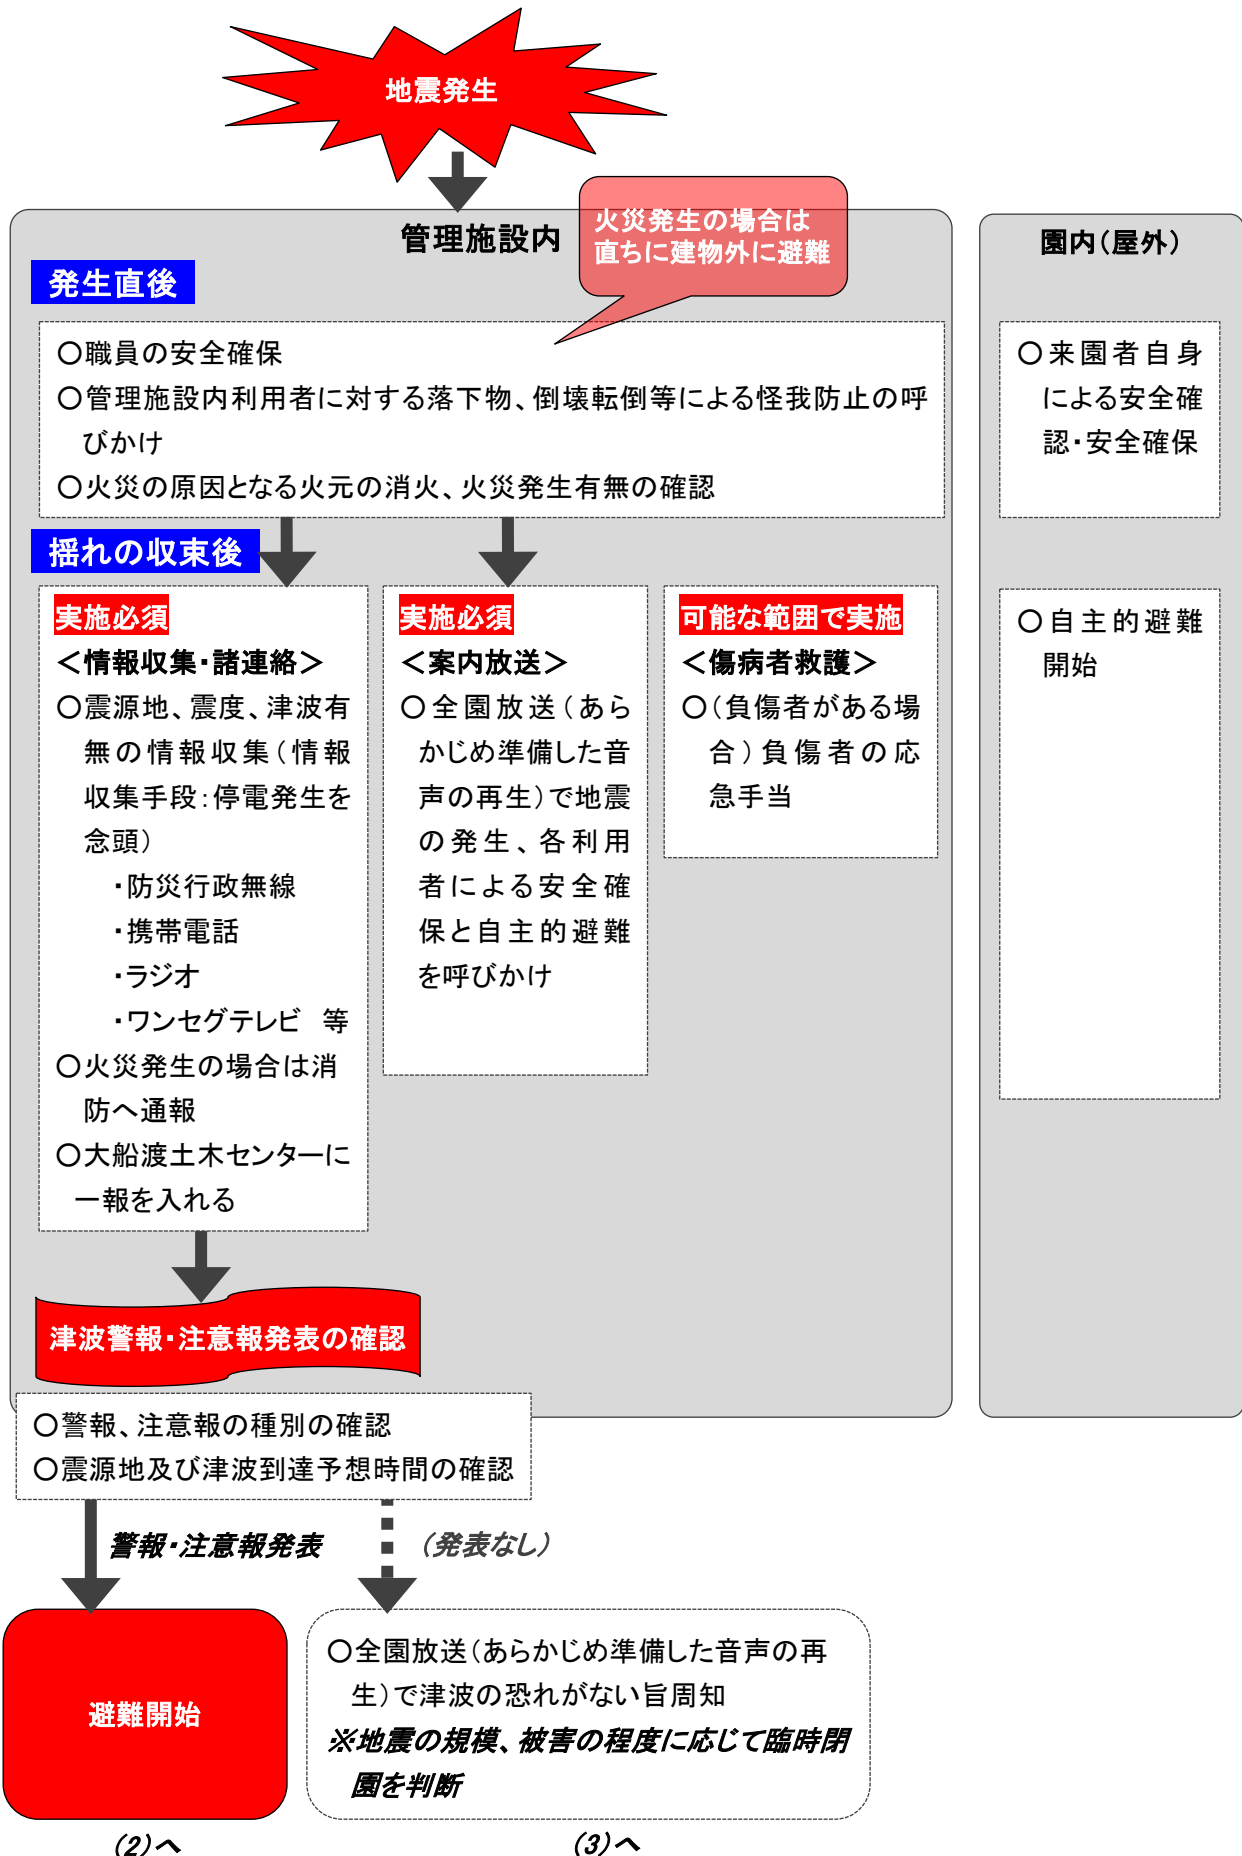 地震発生
火災発生の場合は
直ちに建物外に避難
管理施設内
発生直後
○職員の安全確保
○管理施設内利用者に対する落下物、倒壊転倒等による怪我防止の呼
びかけ
○火災の原因となる火元の消火、火災発生有無の確認
揺れの収束後
実施必須
＜情報収集・諸連絡＞
○震源地、震度、津波有
無の情報収集（情報
収集手段：停電発生を
念頭）
・防災行政無線
・携帯電話
・ラジオ
・ワンセグテレビ　等
○火災発生の場合は消
防へ通報
○大船渡土木センターに
一報を入れる
実施必須
＜案内放送＞
○全園放送（あら
かじめ準備した音
声の再生）で地震
の発生、各利用
者による安全確
保と自主的避難
を呼びかけ
可能な範囲で実施
＜傷病者救護＞
○（負傷者がある場
合）負傷者の応
急手当
園内（屋外）
○来園者自身
による安全確
認・安全確保
○自主的避難
開始
津波警報・注意報発表の確認
○警報、注意報の種別の確認
○震源地及び津波到達予想時間の確認
警報・注意報発表
（発表なし）
避難開始
○全園放送（あらかじめ準備した音声の再
生）で津波の恐れがない旨周知
※地震の規模、被害の程度に応じて臨時閉
園を判断
（2）へ
（3）へ